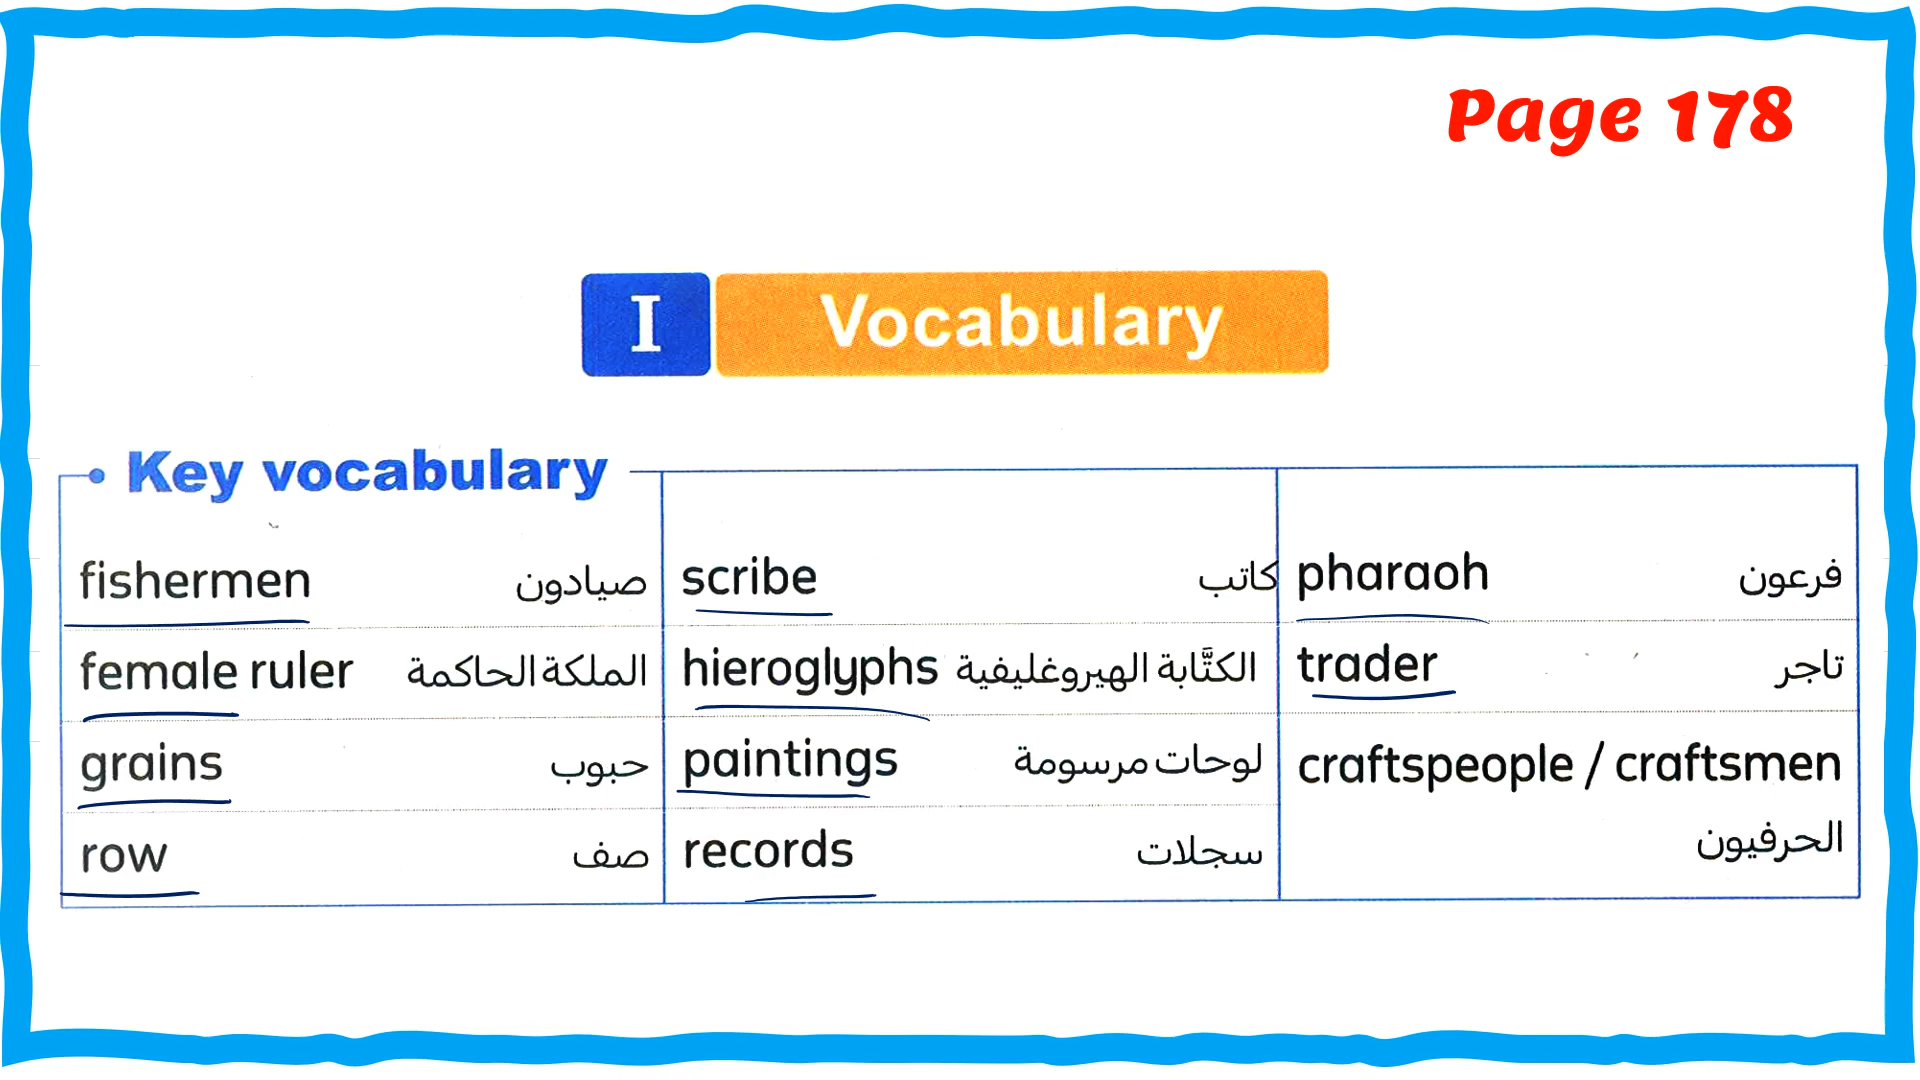 Page 178
I Vocabulary
Key vocabulary
fishermen صيادون scribe كاتب pharaoh فرعون
female ruler الملكة الحاكمة hieroglyphs الكتَّابة الهيروغليفية trader تاجر
grains حبوب paintings لوحات مرسومة craftspeople / craftsmen
row صف records سجلات الحرفيون